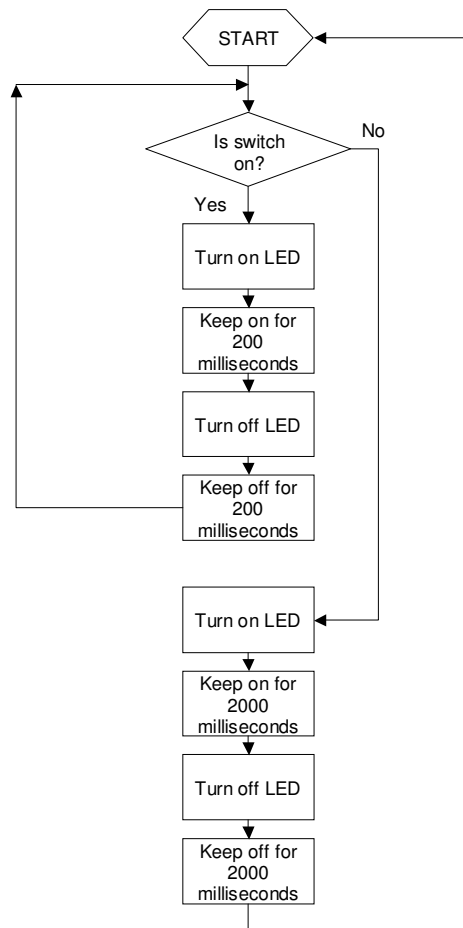 START
Is switch
on?
No
Yes
Turn on LED
Keep on for
200
milliseconds
Turn off LED
Keep off for
200
milliseconds
Turn on LED
Keep on for
2000
milliseconds
Turn off LED
Keep off for
2000
milliseconds